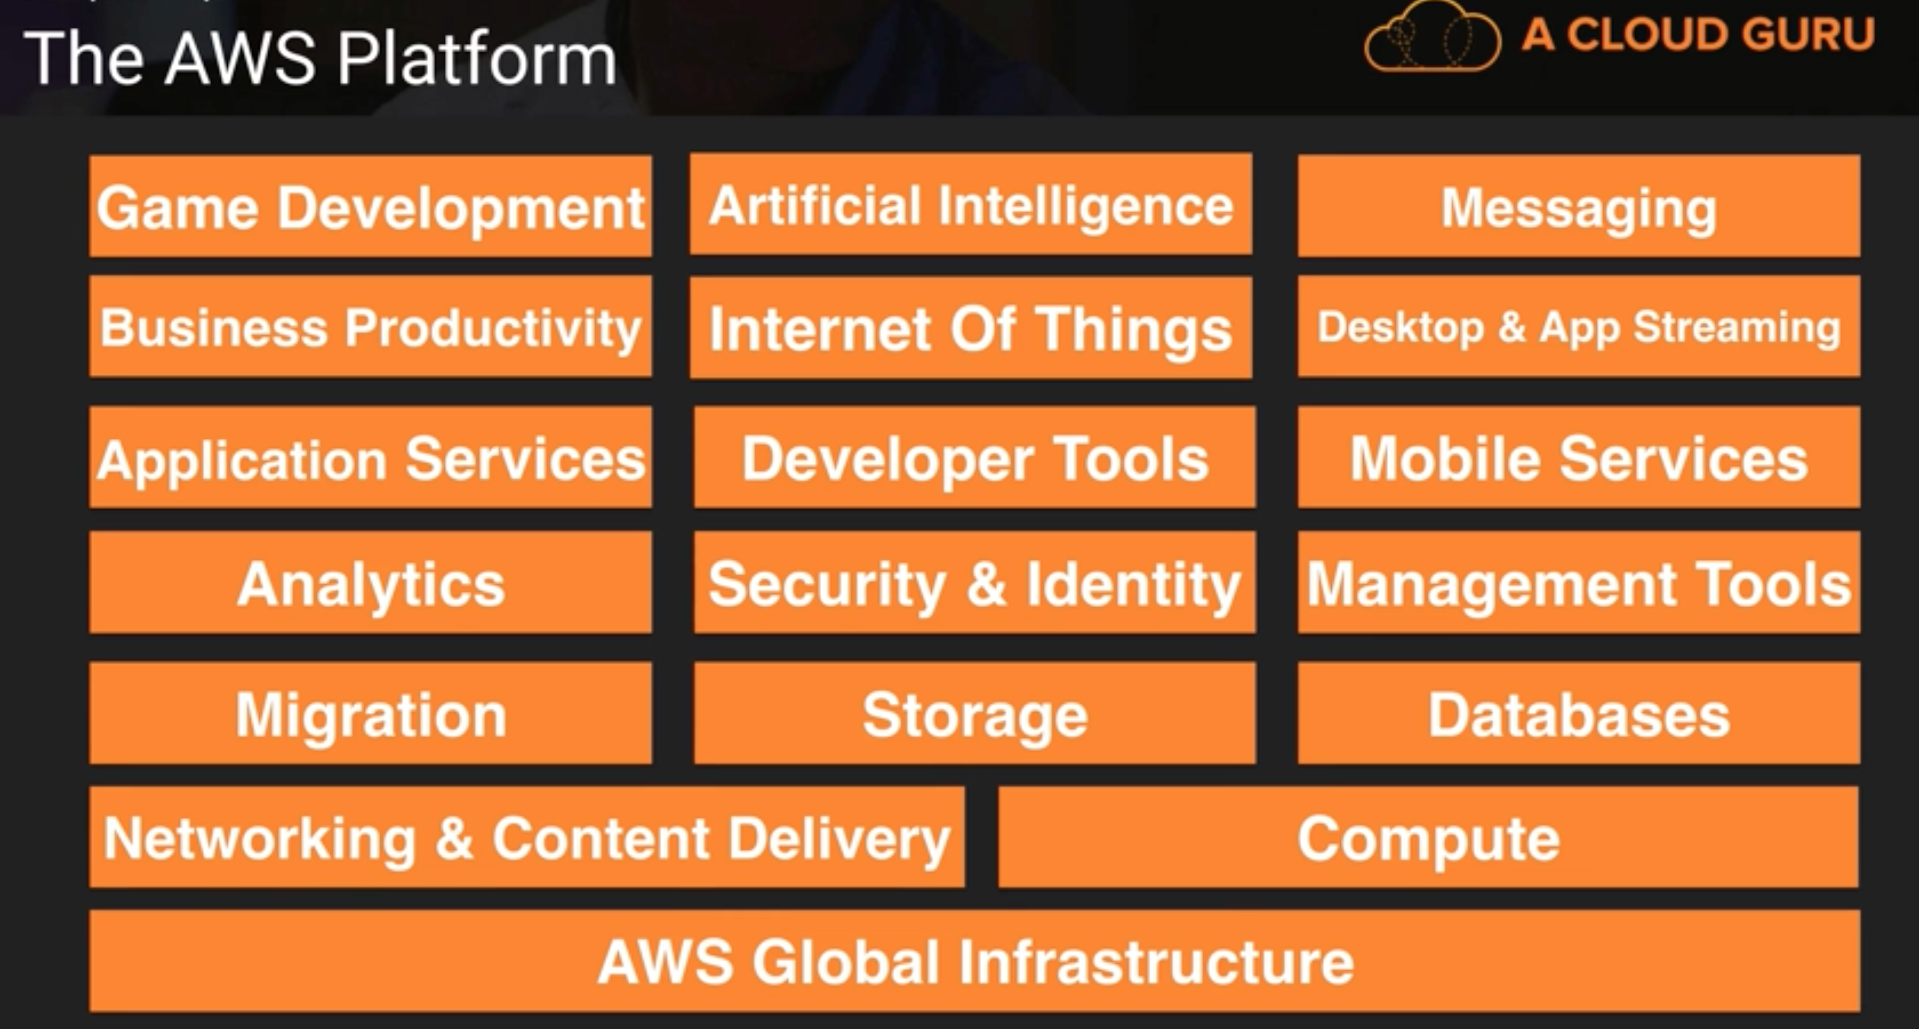 The AWS Platform
A CLOUD GURU
Game Development
Artificial Intelligence
Messaging
Business Productivity
Internet Of Things
Desktop & App Streaming
Application Services
Developer Tools
Mobile Services
Analytics
Security & Identity
Management Tools
Migration
Storage
Databases
Networking & Content Delivery
Compute
AWS Global Infrastructure